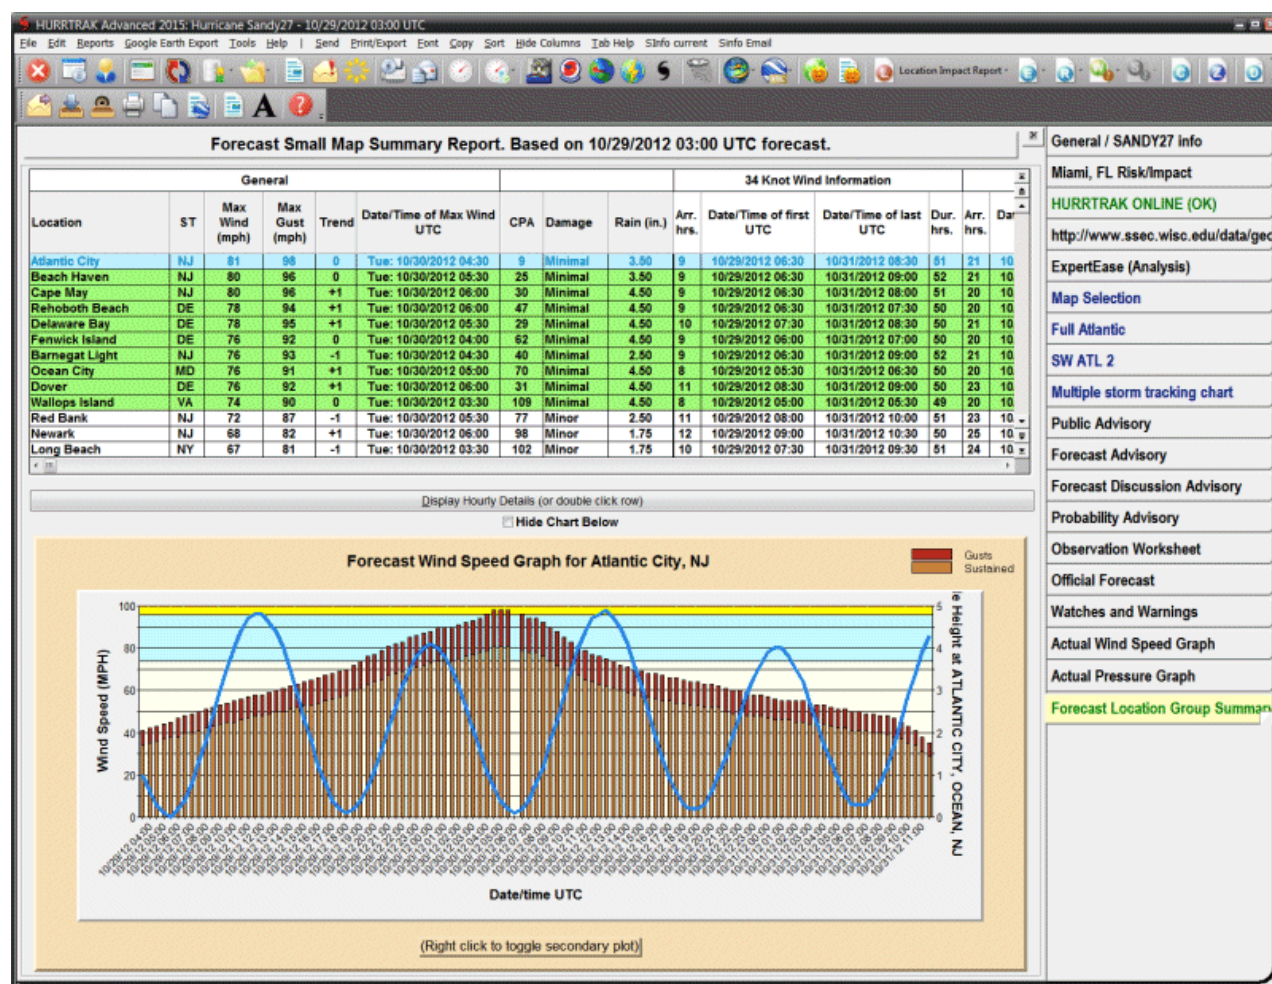 HURRTRAK Advanced 2015: Hurricane Sandy27 - 10/29/2012 03:00 UTC
File Edit Reports Google Earth Export Tools Help | Send Print/Export Font Copy Sort Hide Columns Tab Help SInfo current Sinfo Email
Location Impact Report
Forecast Small Map Summary Report. Based on 10/29/2012 03:00 UTC forecast.
General 34 Knot Wind Information
Location ST Max Wind (mph) Max Gust (mph) Trend Date/Time of Max Wind UTC CPA Damage Rain (in.) Arr. hrs. Date/Time of first UTC Date/Time of last UTC Dur. hrs. Arr. hrs. Da
Atlantic City NJ 81 98 0 Tue: 10/30/2012 04:30 9 Minimal 3.50 9 10/29/2012 06:30 10/31/2012 08:30 51 21 10
Beach Haven NJ 80 96 0 Tue: 10/30/2012 05:30 25 Minimal 3.50 9 10/29/2012 06:30 10/31/2012 09:00 52 21 10
Cape May NJ 80 96 +1 Tue: 10/30/2012 06:00 30 Minimal 4.50 9 10/29/2012 06:30 10/31/2012 08:00 51 20 10
Rehoboth Beach DE 78 94 +1 Tue: 10/30/2012 06:00 47 Minimal 4.50 9 10/29/2012 06:30 10/31/2012 07:30 50 20 10
Delaware Bay DE 78 95 +1 Tue: 10/30/2012 05:30 29 Minimal 4.50 10 10/29/2012 07:30 10/31/2012 08:30 50 21 10
Fenwick Island DE 76 92 0 Tue: 10/30/2012 04:00 62 Minimal 4.50 9 10/29/2012 06:00 10/31/2012 07:00 50 20 10
Barnegat Light NJ 76 93 -1 Tue: 10/30/2012 04:30 40 Minimal 2.50 9 10/29/2012 06:30 10/31/2012 09:00 52 21 10
Ocean City MD 76 91 +1 Tue: 10/30/2012 05:00 70 Minimal 4.50 8 10/29/2012 05:30 10/31/2012 06:30 50 20 10
Dover DE 76 92 +1 Tue: 10/30/2012 06:00 31 Minimal 4.50 11 10/29/2012 08:00 10/31/2012 09:00 50 23 10
Wallops Island VA 74 90 0 Tue: 10/30/2012 03:30 109 Minimal 4.50 8 10/29/2012 05:00 10/31/2012 05:30 49 20 10
Red Bank NJ 72 87 -1 Tue: 10/30/2012 05:30 77 Minor 2.50 11 10/29/2012 08:00 10/31/2012 10:00 51 23 10
Newark NJ 68 82 +1 Tue: 10/30/2012 06:00 98 Minor 1.75 12 10/29/2012 09:00 10/31/2012 10:30 50 25 10
Long Beach NY 67 81 -1 Tue: 10/30/2012 03:30 102 Minor 1.75 10 10/29/2012 07:30 10/31/2012 09:30 51 24 10
Display Hourly Details (or double click row)
Hide Chart Below
Forecast Wind Speed Graph for Atlantic City, NJ
Gusts
Sustained
Wind Speed (MPH)
100
80
60
40
20
0
5
4
3
2
1
0
le Height at ATLANTIC CITY, OCEAN, NJ
Date/time UTC
(Right click to toggle secondary plot)
General / SANDY27 info
Miami, FL Risk/Impact
HURRTRAK ONLINE (OK)
http://www.ssec.wisc.edu/data/geo
ExpertEase (Analysis)
Map Selection
Full Atlantic
SW ATL 2
Multiple storm tracking chart
Public Advisory
Forecast Advisory
Forecast Discussion Advisory
Probability Advisory
Observation Worksheet
Official Forecast
Watches and Warnings
Actual Wind Speed Graph
Actual Pressure Graph
Forecast Location Group Summary